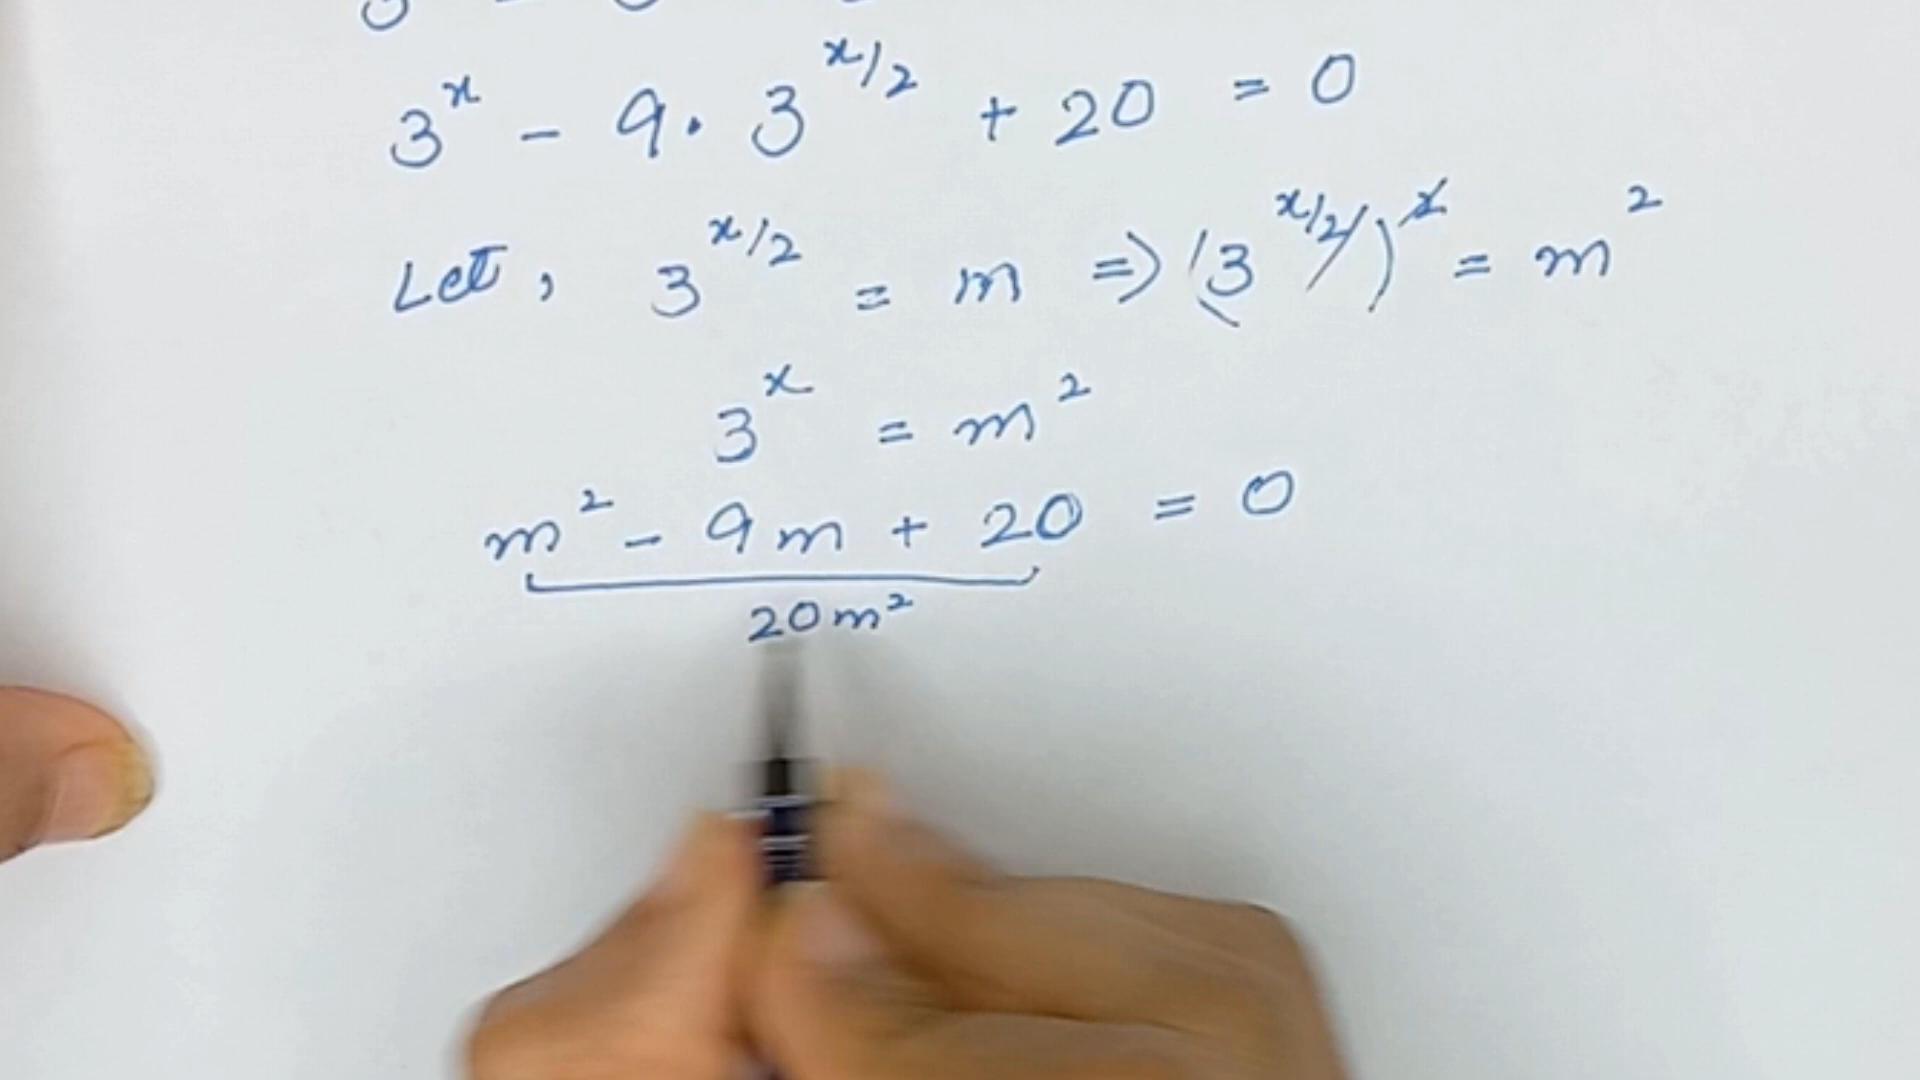 3^x - 9 · 3^{x/2} + 20 = 0
Let, 3^{x/2} = m => (3^{x/2})^2 = m^2
3^x = m^2
m^2 - 9m + 20 = 0
20m^2